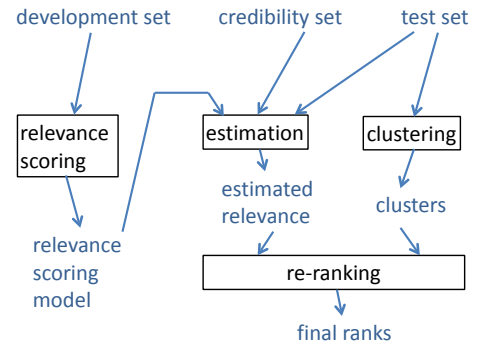 development set
credibility set
test set
relevance
scoring
estimation
clustering
estimated
relevance
clusters
relevance
scoring
model
re-ranking
final ranks